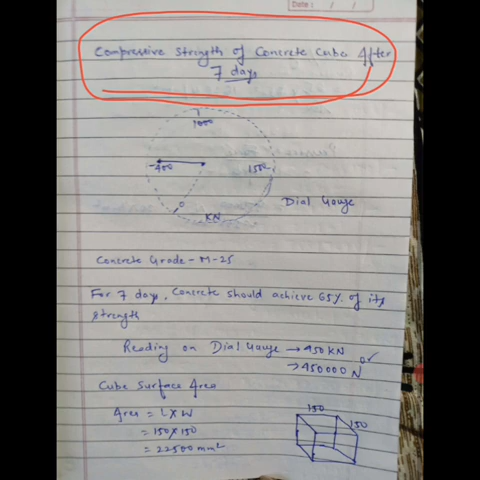 Date : / /
Compressive Strength of Concrete Cube After
7 days
1000
-450
1500
0
KN
Dial Gauge
Concrete Grade - M-25
For 7 days, Concrete should achieve 65% of its
strength
Reading on Dial Gauge → 450 KN
or
→ 450000 N
Cube Surface Area
Area = L X W
= 150 X 150
= 22500 mm²
150
150